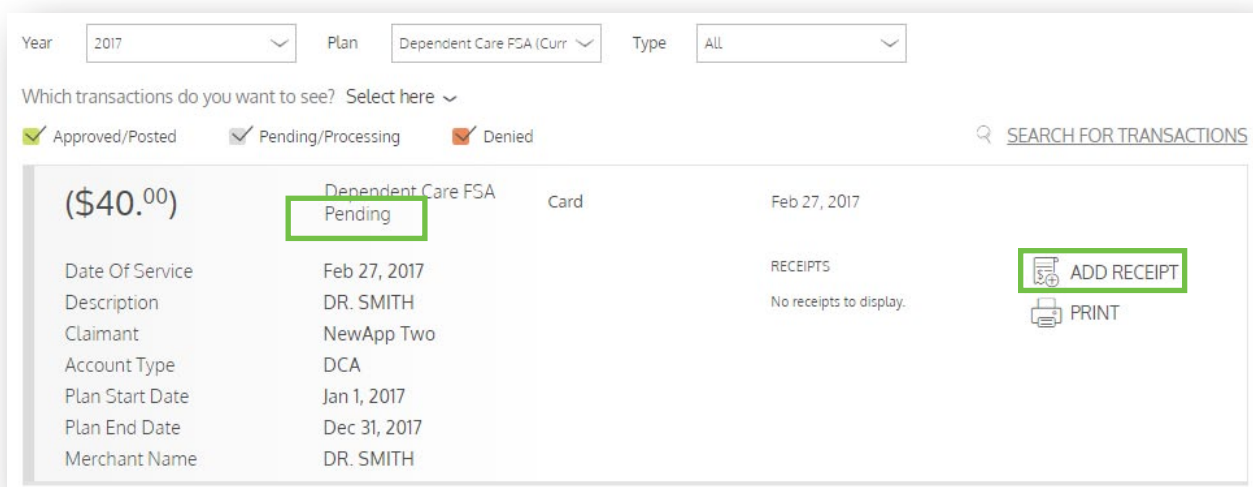 Year 2017 Plan Dependent Care FSA (Curr Type All
Which transactions do you want to see? Select here
Approved/Posted Pending/Processing Denied SEARCH FOR TRANSACTIONS
($40.00) Dependent Care FSA Card Feb 27, 2017
Pending
Date Of Service Feb 27, 2017 RECEIPTS ADD RECEIPT
Description DR. SMITH No receipts to display. PRINT
Claimant NewApp Two
Account Type DCA
Plan Start Date Jan 1, 2017
Plan End Date Dec 31, 2017
Merchant Name DR. SMITH